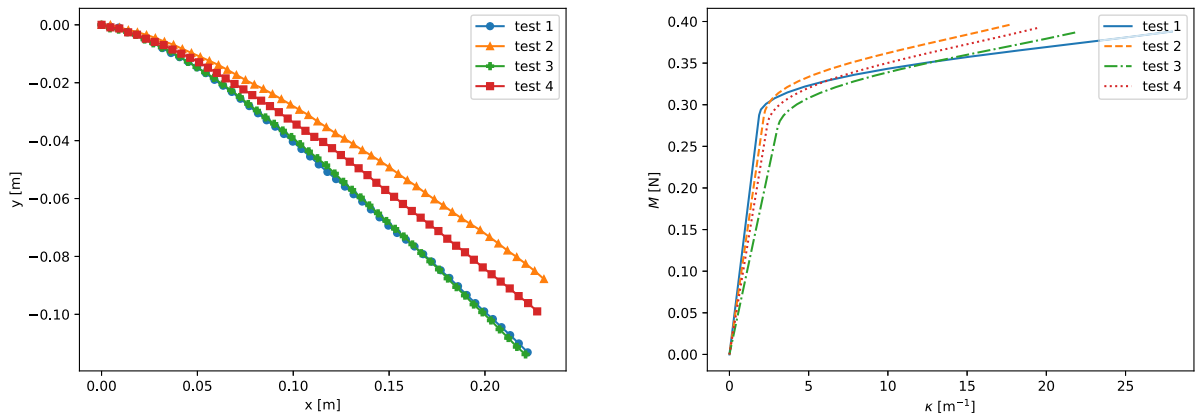 0.00
−0.02
−0.04
−0.06
−0.08
−0.10
y [m]
0.00
0.05
0.10
0.15
0.20
x [m]
test 1
test 2
test 3
test 4
0.40
0.35
0.30
0.25
0.20
0.15
0.10
0.05
0.00
M [N]
0
5
10
15
20
25
κ [m⁻¹]
test 1
test 2
test 3
test 4